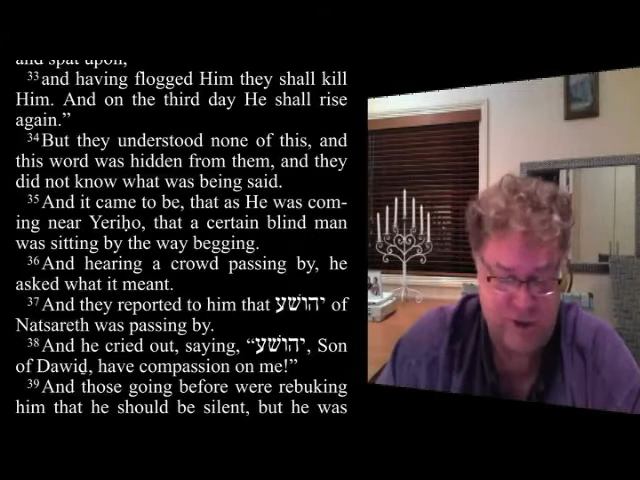 and spat upon,
33and having flogged Him they shall kill
Him. And on the third day He shall rise
again.”
34But they understood none of this, and
this word was hidden from them, and they
did not know what was being said.
35And it came to be, that as He was com-
ing near Yeriḥo, that a certain blind man
was sitting by the way begging.
36And hearing a crowd passing by, he
asked what it meant.
37And they reported to him that יהושׁע of
Natsareth was passing by.
38And he cried out, saying, “יהושׁע, Son
of Dawiḏ, have compassion on me!”
39And those going before were rebuking
him that he should be silent, but he was